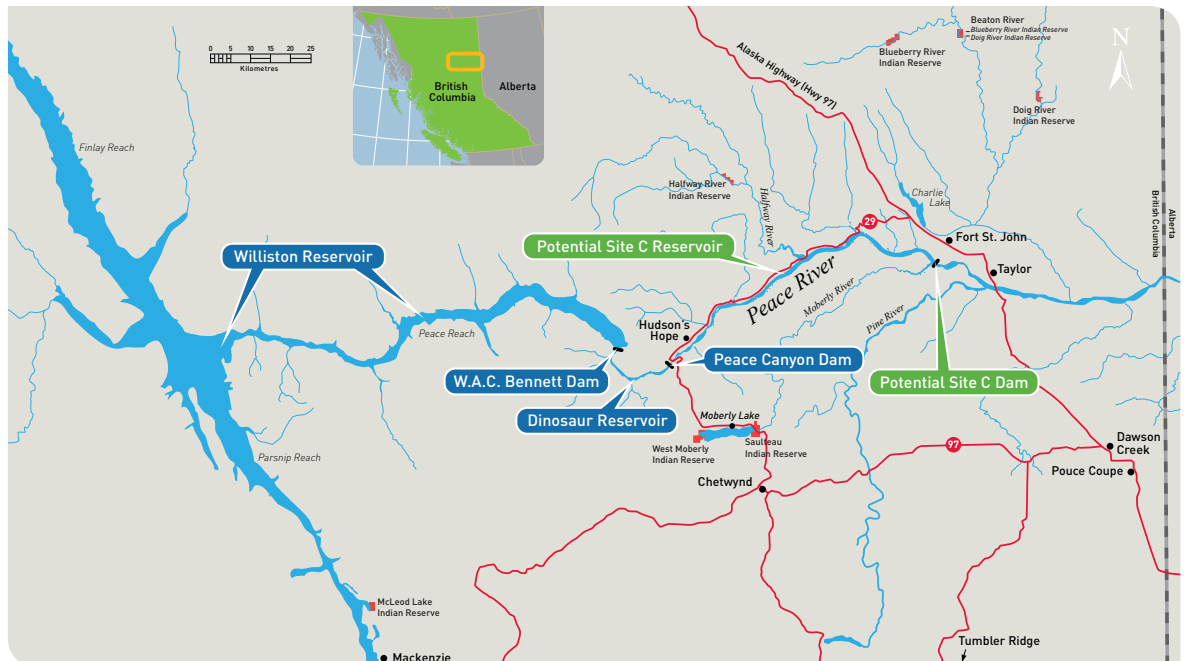 0 5 10 15 20 25
Kilometres
British
Columbia
Alberta
N
Beaton River
Blueberry River Indian Reserve
Doig River Indian Reserve
Blueberry River
Indian Reserve
Doig River
Indian Reserve
Alaska Highway (Hwy 97)
Finlay Reach
Halfway River
Indian Reserve
Halfway River
Charlie
Lake
British Columbia
Alberta
29
Fort St. John
Potential Site C Reservoir
Williston Reservoir
Taylor
Peace River
Moberly River
Pine River
Peace Reach
Hudson's
Hope
Peace Canyon Dam
W.A.C. Bennett Dam
Potential Site C Dam
Dinosaur Reservoir
Moberly Lake
West Moberly
Indian Reserve
Saulteau
Indian Reserve
97
Dawson
Creek
Pouce Coupe
Parsnip Reach
Chetwynd
McLeod Lake
Indian Reserve
Mackenzie
Tumbler Ridge